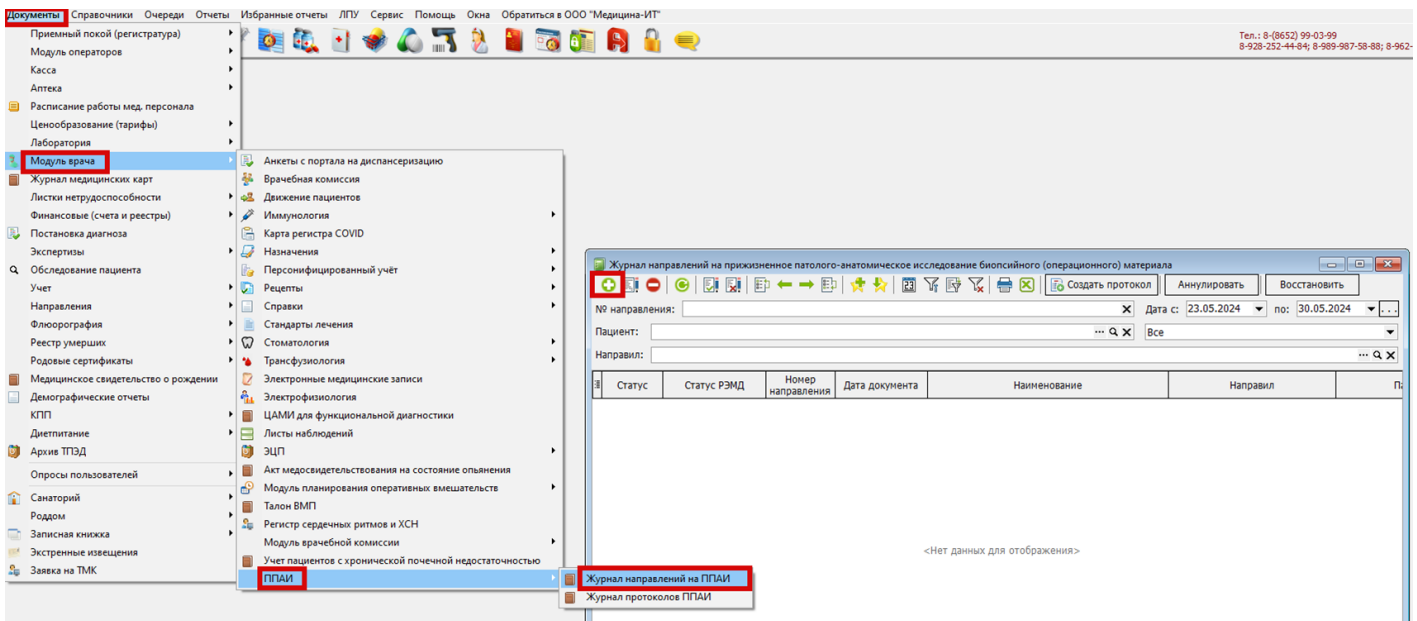 Документы Справочники Очереди Отчеты Избранные отчеты ЛПУ Сервис Помощь Окна Обратиться в ООО "Медицина-ИТ"
Тел.: 8-(8652) 99-03-99
8-928-252-44-84; 8-989-987-58-88; 8-962-
Приемный покой (регистратура)
Модуль операторов
Касса
Аптека
Расписание работы мед. персонала
Ценообразование (тарифы)
Лаборатория
Модуль врача
Журнал медицинских карт
Листки нетрудоспособности
Финансовые (счета и реестры)
Постановка диагноза
Экспертизы
Обследование пациента
Учет
Направления
Флюорография
Реестр умерших
Родовые сертификаты
Медицинское свидетельство о рождении
Демографические отчеты
КПП
Диетпитание
Архив ТПЭД
Опросы пользователей
Санаторий
Роддом
Записная книжка
Экстренные извещения
Заявка на ТМК
Анкеты с портала на диспансеризацию
Врачебная комиссия
Движение пациентов
Иммунология
Карта регистра COVID
Назначения
Персонифицированный учёт
Рецепты
Справки
Стандарты лечения
Стоматология
Трансфузиология
Электронные медицинские записи
Электрофизиология
ЦАМИ для функциональной диагностики
Листы наблюдений
ЭЦП
Акт медосвидетельствования на состояние опьянения
Модуль планирования оперативных вмешательств
Талон ВМП
Регистр сердечных ритмов и ХСН
Модуль врачебной комиссии
Учет пациентов с хронической почечной недостаточностью
ППАИ
Журнал направлений на ППАИ
Журнал протоколов ППАИ
Журнал направлений на прижизненное патолого-анатомическое исследование биопсийного (операционного) материала
23 Создать протокол Аннулировать Восстановить
№ направления: Дата с: 23.05.2024 по: 30.05.2024 ...
Пациент: ... Все
Направил: ...
Статус Статус РЭМД Номер направления Дата документа Наименование Направил Па
<Нет данных для отображения>